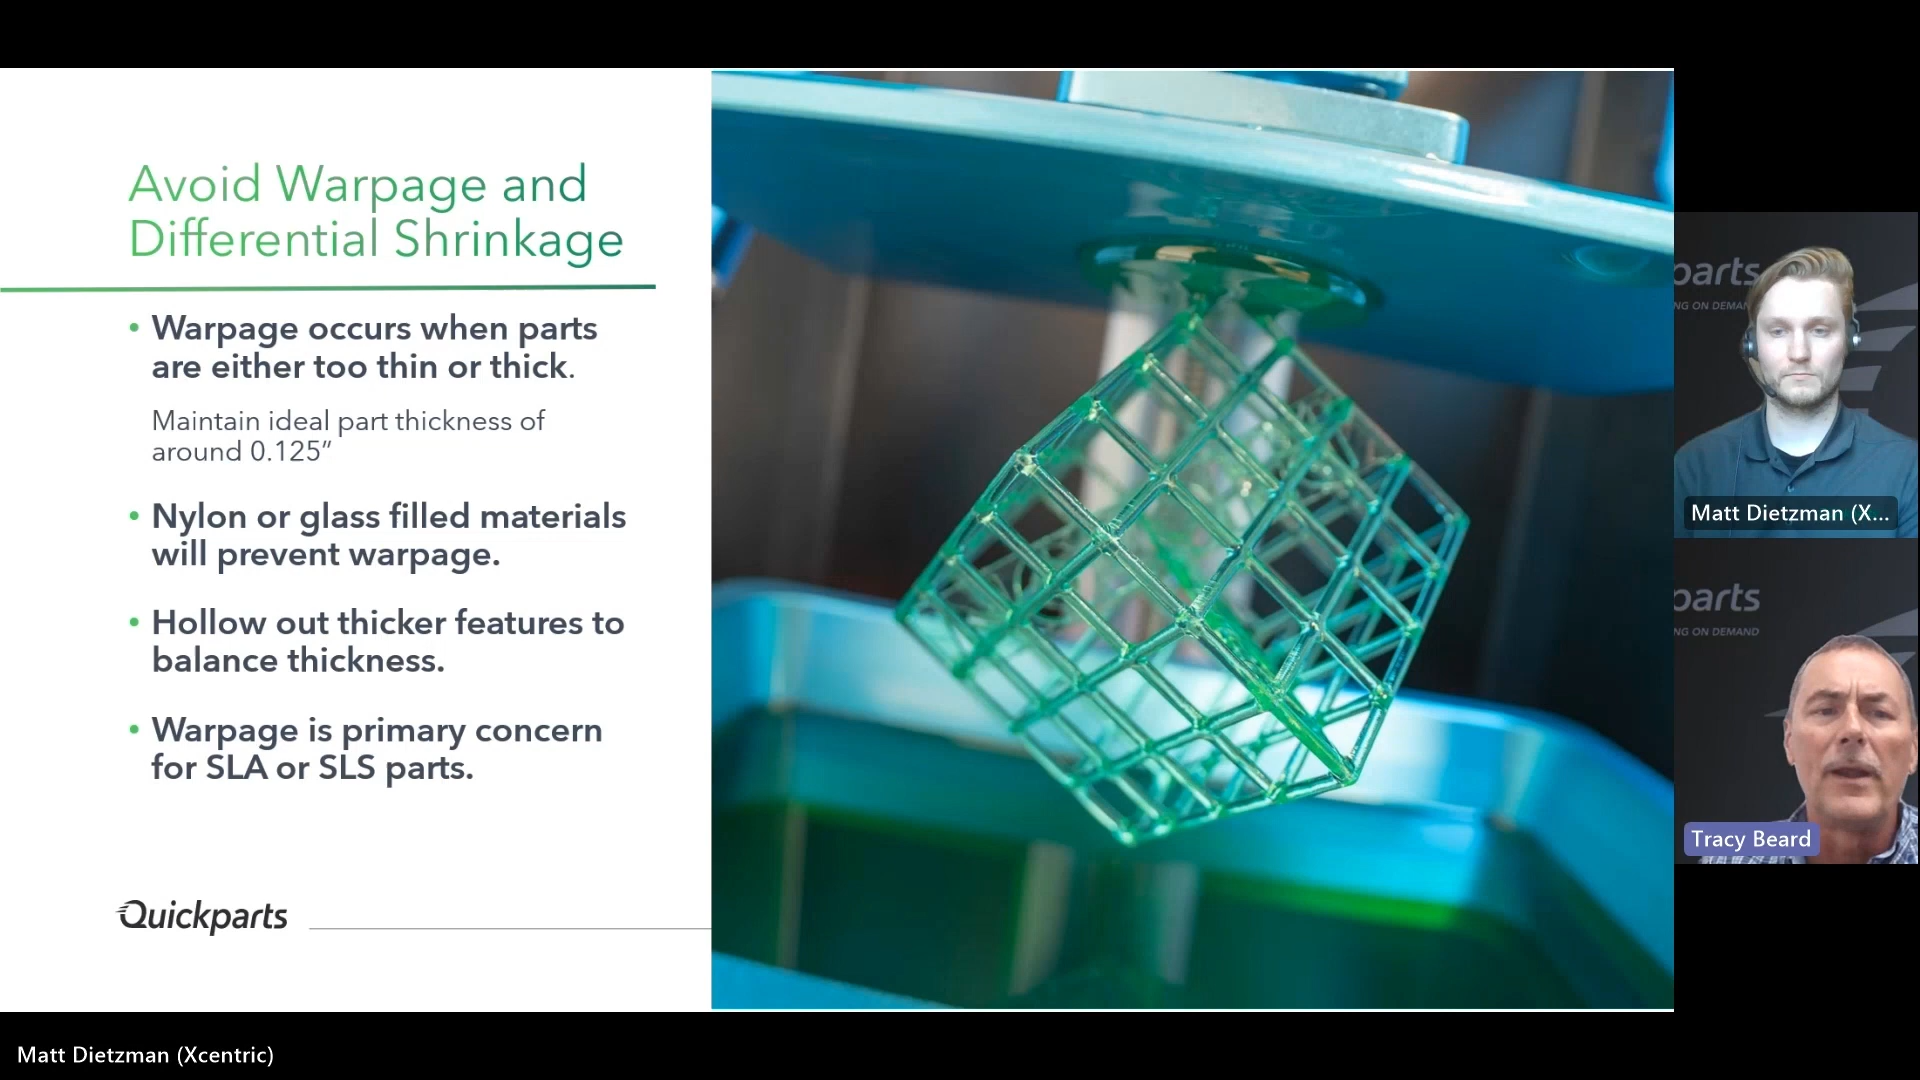 Avoid Warpage and
Differential Shrinkage
• Warpage occurs when parts
are either too thin or thick.
Maintain ideal part thickness of
around 0.125”
• Nylon or glass filled materials
will prevent warpage.
• Hollow out thicker features to
balance thickness.
• Warpage is primary concern
for SLA or SLS parts.
Quickparts
parts
NG ON DEMAN
Matt Dietzman (X...
parts
NG ON DEMAND
Tracy Beard
Matt Dietzman (Xcentric)